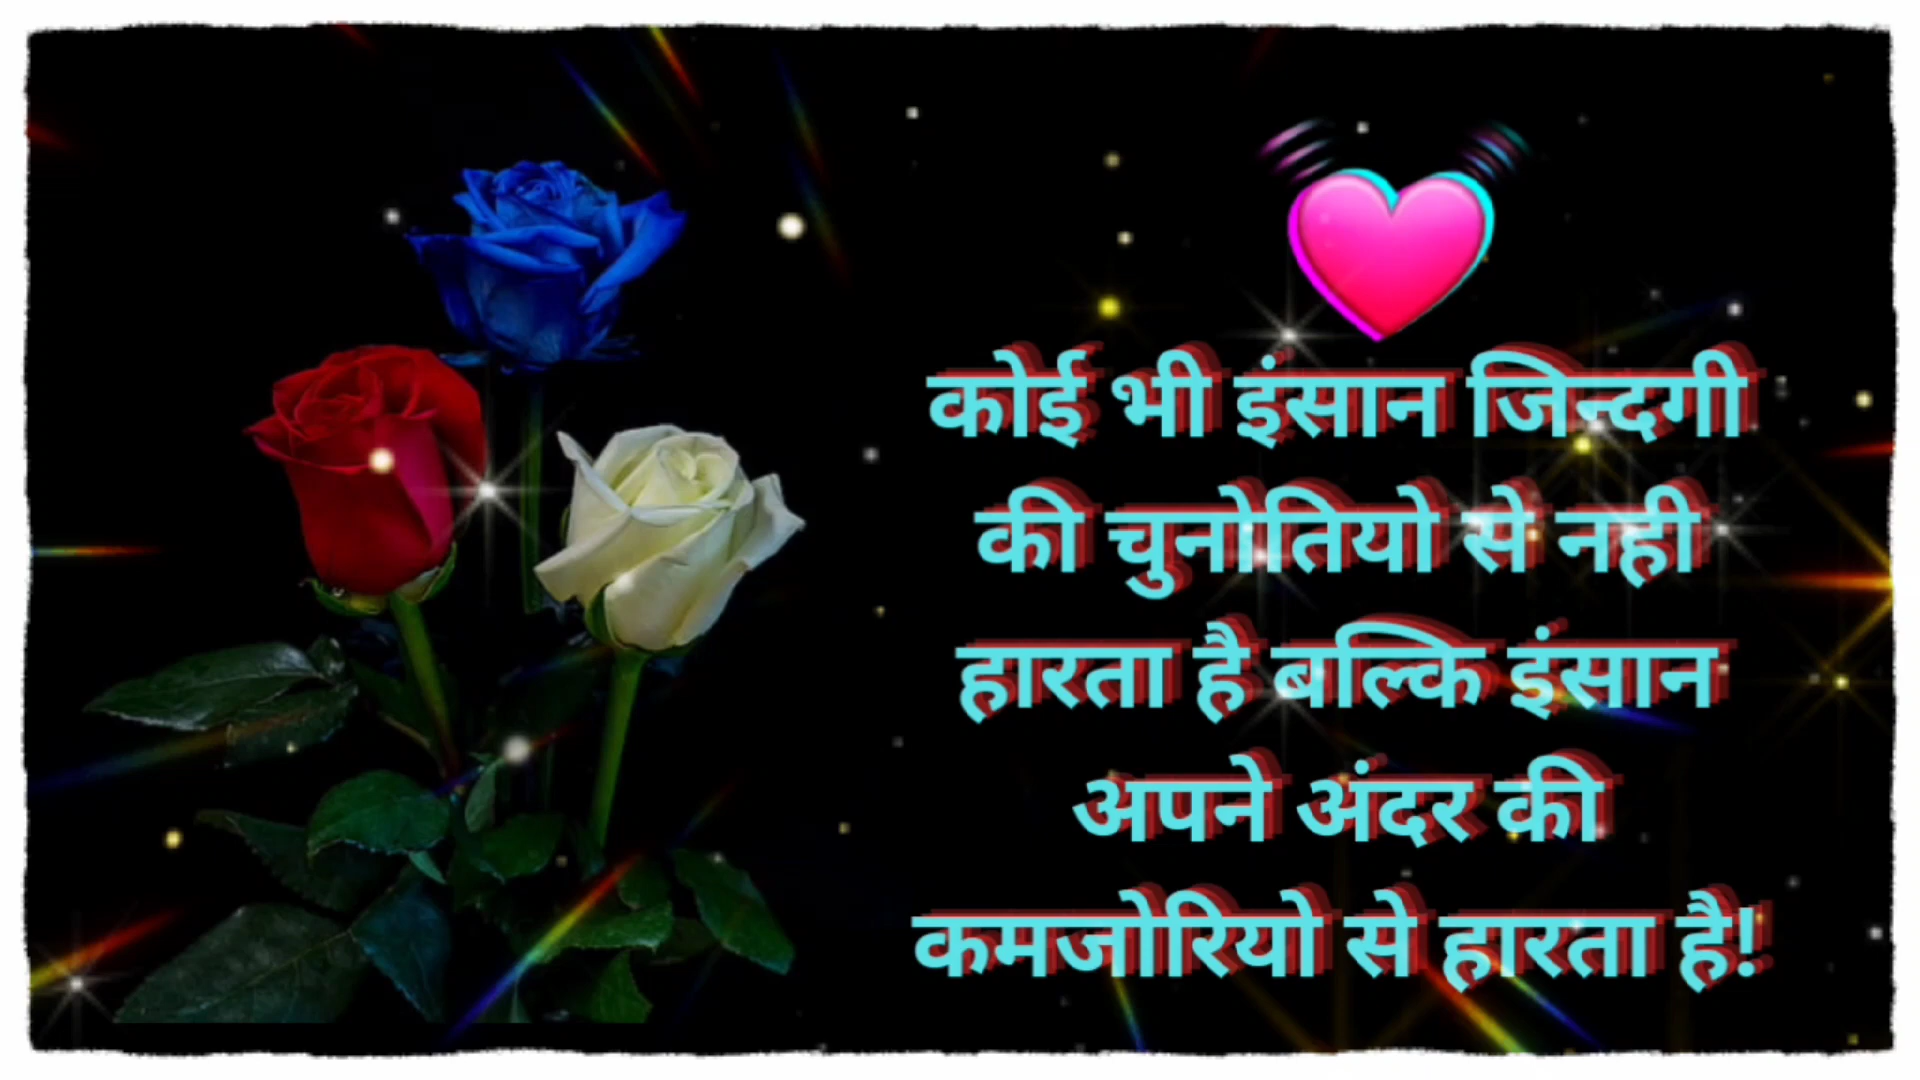 कोई भी इंसान जिन्दगी
की चुनोतियो से नही
हारता है बल्कि इंसान
अपने अंदर की
कमजोरियो से हारता है!